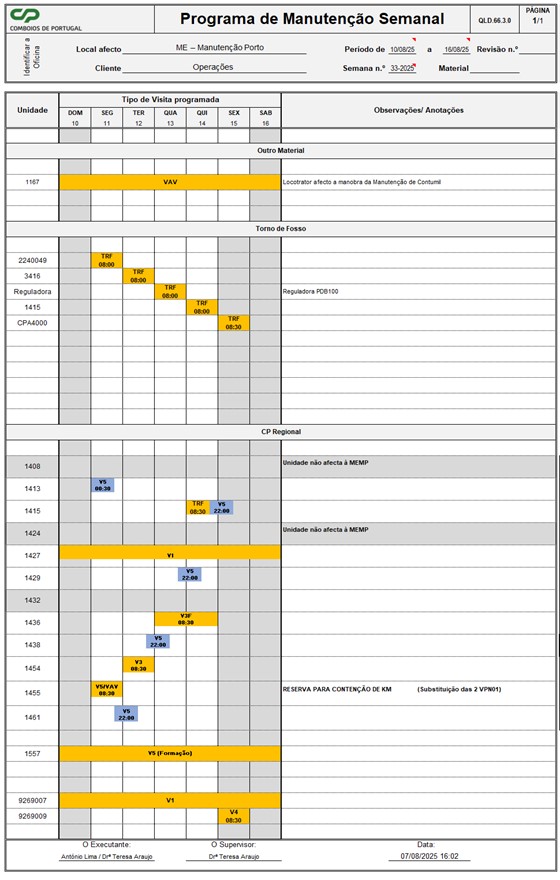 CP
COMBOIOS DE PORTUGAL
Programa de Manutenção Semanal
QLD.66.3.0
PÁGINA
1/1
Identificar a Oficina
Local afecto ME – Manutenção Porto
Periodo de 10/08/25 a 16/08/25 Revisão n.º
Cliente Operações
Semana n.º 33-2025 Material
Unidade
Tipo de Visita programada
Observações/ Anotações
DOM SEG TER QUA QUI SEX SAB
10 11 12 13 14 15 16
Outro Material
1167 VAV Locotrator afecto a manobra da Manutenção de Contumil
Torno de Fosso
2240049 TRF 08:00
3416 TRF 08:00
Reguladora TRF 08:00 Reguladora PDB100
1415 TRF 08:00
CPA4000 TRF 08:30
CP Regional
1408 Unidade não afecta à MEMP
1413 V5 00:30
1415 TRF 08:30 V5 22:00
1424 Unidade não afecta à MEMP
1427 V1
1429 V5 22:00
1432
1436 V3F 08:30
1438 V5 22:00
1454 V3 08:30
1455 V5/VAV 08:30 RESERVA PARA CONTENÇÃO DE KM (Substituição das 2 VPN01)
1461 V5 22:00
1557 V5 (Formação)
9269007 V1
9269009 V4 08:30
O Executante: O Supervisor: Data:
António Lima / Drª Teresa Araujo Drª Teresa Araujo 07/08/2025 16:02